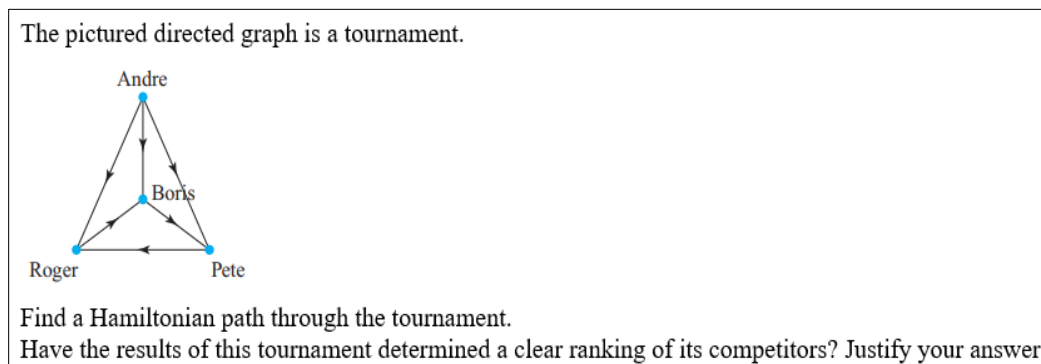 The pictured directed graph is a tournament.
Andre
Boris
Roger
Pete
Find a Hamiltonian path through the tournament.
Have the results of this tournament determined a clear ranking of its competitors? Justify your answer